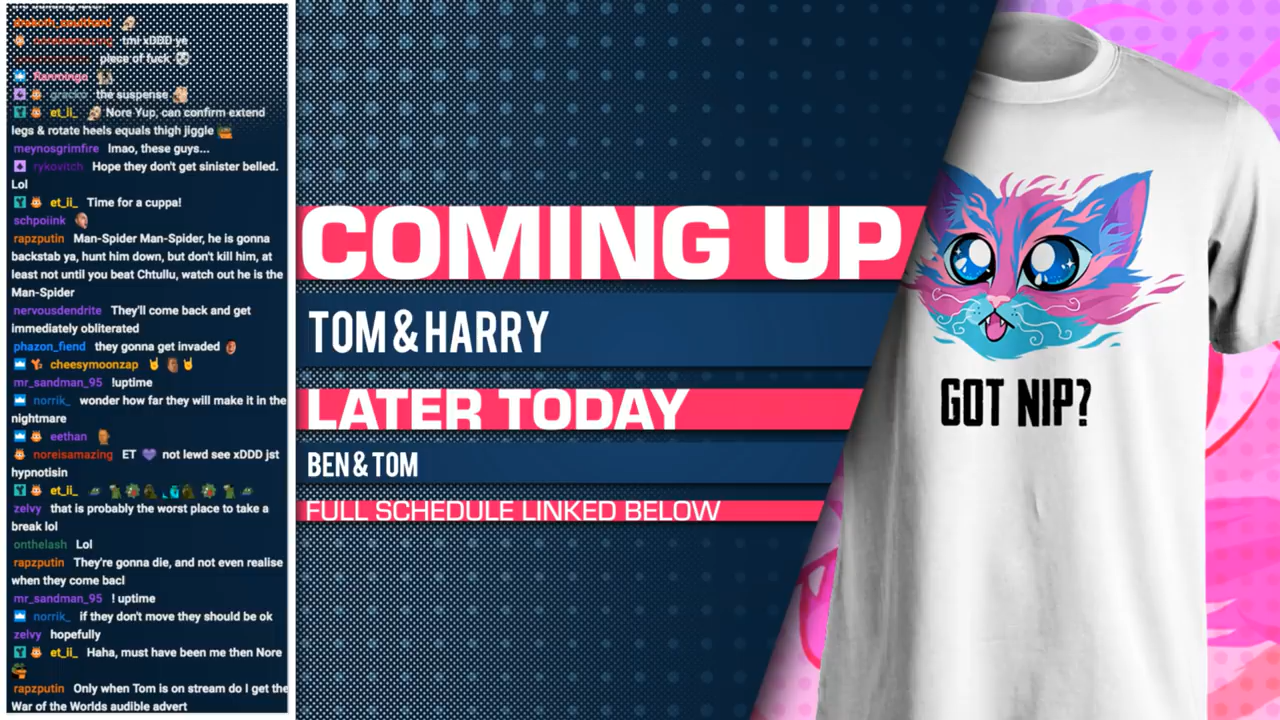 tmi xDDD ye
piece of fuck
Ranminga
the suspense
et_ii_ Nore Yup, can confirm extend
legs & rotate heels equals thigh jiggle
meynosgrimfire lmao, these guys...
rykovitch Hope they don't get sinister belled.
Lol
et_ii_ Time for a cuppa!
schpoiink
rapzputin Man-Spider Man-Spider, he is gonna
backstab ya, hunt him down, but don't kill him, at
least not until you beat Chtullu, watch out he is the
Man-Spider
nervousdendrite They'll come back and get
immediately obliterated
phazon_fiend they gonna get invaded
cheesymoonzap
mr_sandman_95 !uptime
norrik_ wonder how far they will make it in the
nightmare
eethan
noreisamazing ET not lewd see xDDD jst
hypnotisin
et_ii_
zelvy that is probably the worst place to take a
break lol
onthelash Lol
rapzputin They're gonna die, and not even realise
when they come bacl
mr_sandman_95 ! uptime
norrik_ if they don't move they should be ok
zelvy hopefully
et_ii_ Haha, must have been me then Nore
rapzputin Only when Tom is on stream do I get the
War of the Worlds audible advert
COMING UP
TOM & HARRY
LATER TODAY
BEN & TOM
FULL SCHEDULE LINKED BELOW
GOT NIP?